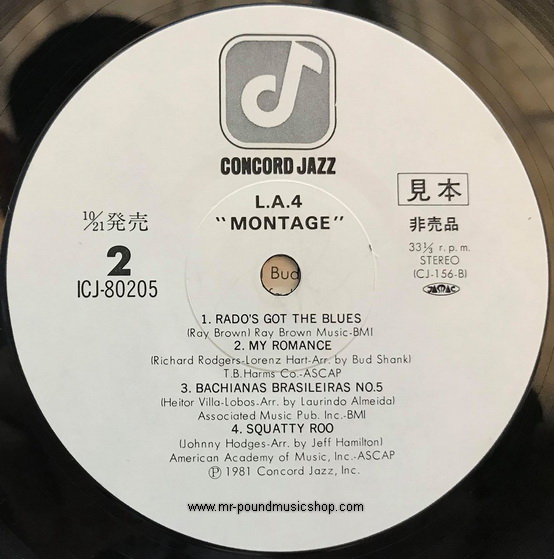 CONCORD JAZZ
L.A.4
"MONTAGE"
10/21発売
2
ICJ-80205
見本
非売品
33⅓ r.p.m.
STEREO
(CJ-156-B)
JASRAC
Bud
1. RADO'S GOT THE BLUES
(Ray Brown) Ray Brown Music-BMI
2. MY ROMANCE
(Richard Rodgers-Lorenz Hart-Arr. by Bud Shank)
T.B.Harms Co.-ASCAP
3. BACHIANAS BRASILEIRAS NO.5
(Heitor Villa-Lobos-Arr. by Laurindo Almeida)
Associated Music Pub. Inc.-BMI
4. SQUATTY ROO
(Johnny Hodges-Arr. by Jeff Hamilton)
American Academy of Music, Inc.-ASCAP
Ⓟ 1981 Concord Jazz, Inc.
www.mr-poundmusicshop.com